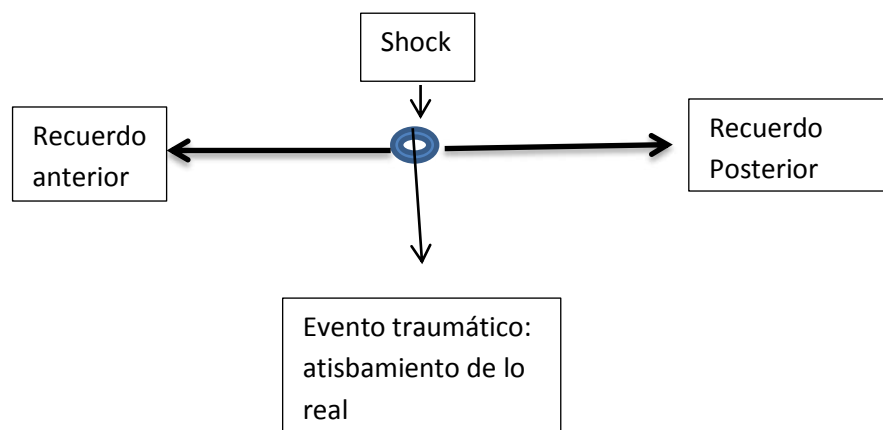 Shock
Recuerdo
anterior
Recuerdo
Posterior
Evento traumático:
atisbamiento de lo
real